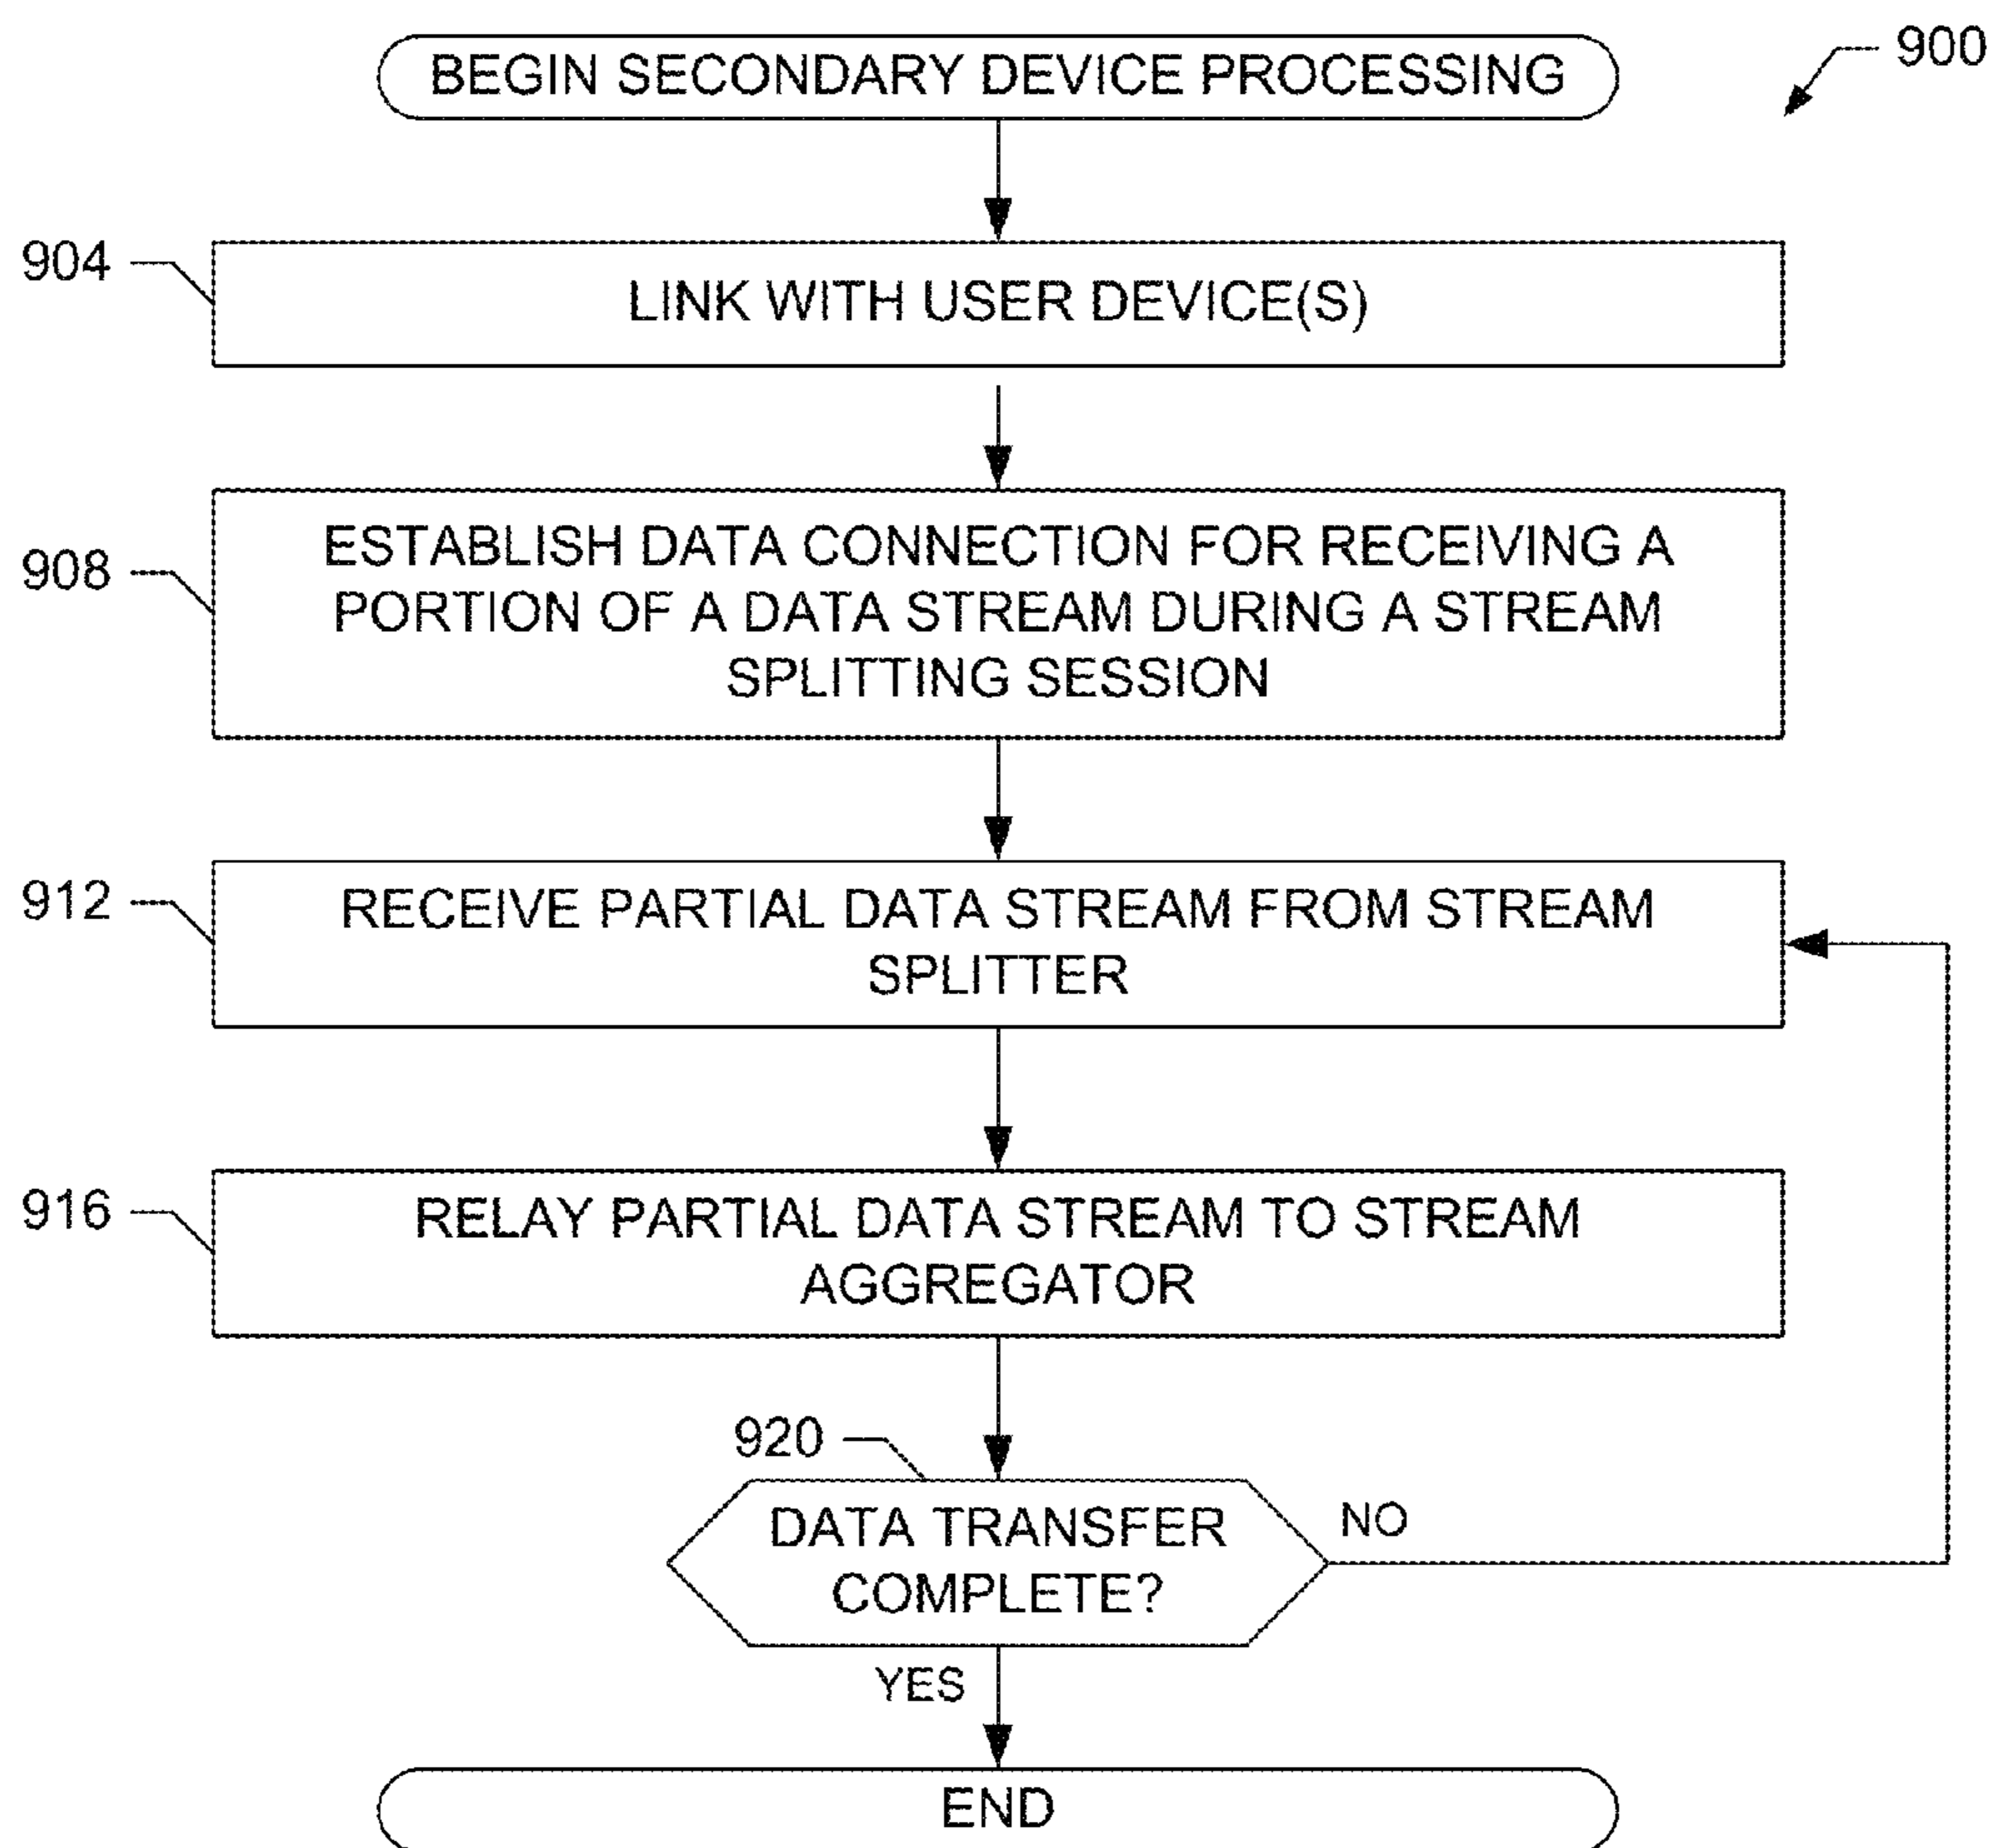 BEGIN SECONDARY DEVICE PROCESSING
900
904
LINK WITH USER DEVICE(S)
908
ESTABLISH DATA CONNECTION FOR RECEIVING A
PORTION OF A DATA STREAM DURING A STREAM
SPLITTING SESSION
912
RECEIVE PARTIAL DATA STREAM FROM STREAM
SPLITTER
916
RELAY PARTIAL DATA STREAM TO STREAM
AGGREGATOR
920
DATA TRANSFER
COMPLETE?
NO
YES
END